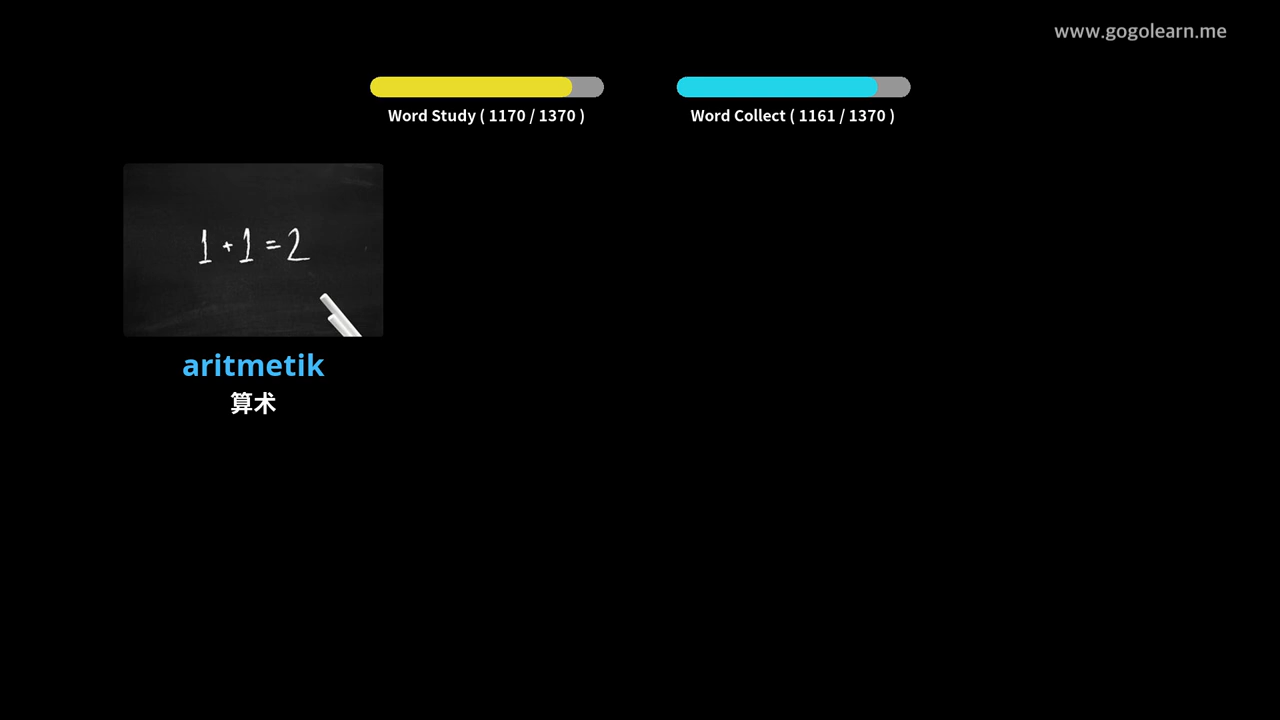 www.gogolearn.me
Word Study ( 1170 / 1370 )
Word Collect ( 1161 / 1370 )
1 + 1 = 2
aritmetik
算术